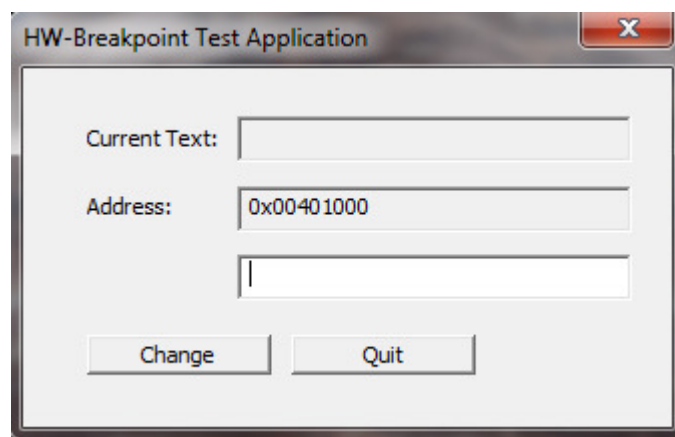 HW-Breakpoint Test Application
Current Text:
Address: 0x00401000
Change Quit